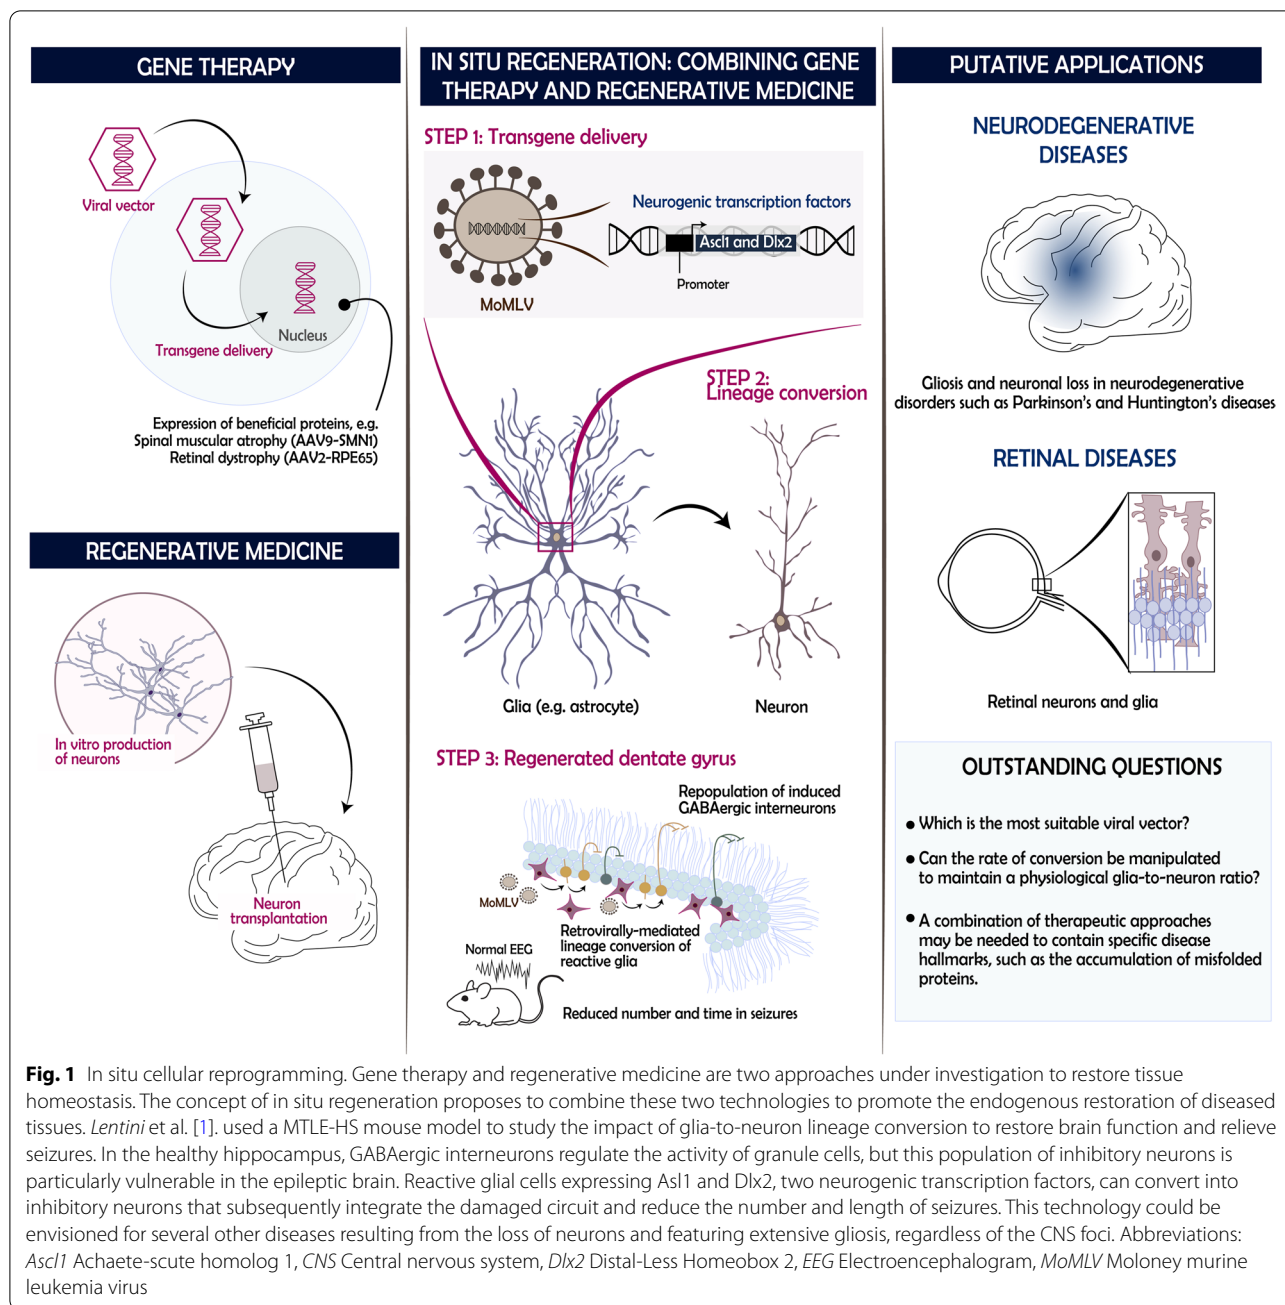 GENE THERAPY
Viral vector
Nucleus
Transgene delivery
Expression of beneficial proteins, e.g.
Spinal muscular atrophy (AAV9-SMN1)
Retinal dystrophy (AAV2-RPE65)
REGENERATIVE MEDICINE
In vitro production
of neurons
Neuron
transplantation
IN SITU REGENERATION: COMBINING GENE
THERAPY AND REGENERATIVE MEDICINE
STEP 1: Transgene delivery
Neurogenic transcription factors
Ascl1 and Dlx2
Promoter
MoMLV
STEP 2:
Lineage conversion
Glia (e.g. astrocyte)
Neuron
STEP 3: Regenerated dentate gyrus
Repopulation of induced
GABAergic interneurons
MoMLV
Retrovirally-mediated
lineage conversion of
reactive glia
Normal EEG
Reduced number and time in seizures
PUTATIVE APPLICATIONS
NEURODEGENERATIVE
DISEASES
Gliosis and neuronal loss in neurodegenerative
disorders such as Parkinson's and Huntington's diseases
RETINAL DISEASES
Retinal neurons and glia
OUTSTANDING QUESTIONS
• Which is the most suitable viral vector?
• Can the rate of conversion be manipulated
to maintain a physiological glia-to-neuron ratio?
• A combination of therapeutic approaches
may be needed to contain specific disease
hallmarks, such as the accumulation of misfolded
proteins.
Fig. 1 In situ cellular reprogramming. Gene therapy and regenerative medicine are two approaches under investigation to restore tissue
homeostasis. The concept of in situ regeneration proposes to combine these two technologies to promote the endogenous restoration of diseased
tissues. Lentini et al. [1]. used a MTLE-HS mouse model to study the impact of glia-to-neuron lineage conversion to restore brain function and relieve
seizures. In the healthy hippocampus, GABAergic interneurons regulate the activity of granule cells, but this population of inhibitory neurons is
particularly vulnerable in the epileptic brain. Reactive glial cells expressing Asl1 and Dlx2, two neurogenic transcription factors, can convert into
inhibitory neurons that subsequently integrate the damaged circuit and reduce the number and length of seizures. This technology could be
envisioned for several other diseases resulting from the loss of neurons and featuring extensive gliosis, regardless of the CNS foci. Abbreviations:
Ascl1 Achaete-scute homolog 1, CNS Central nervous system, Dlx2 Distal-Less Homeobox 2, EEG Electroencephalogram, MoMLV Moloney murine
leukemia virus